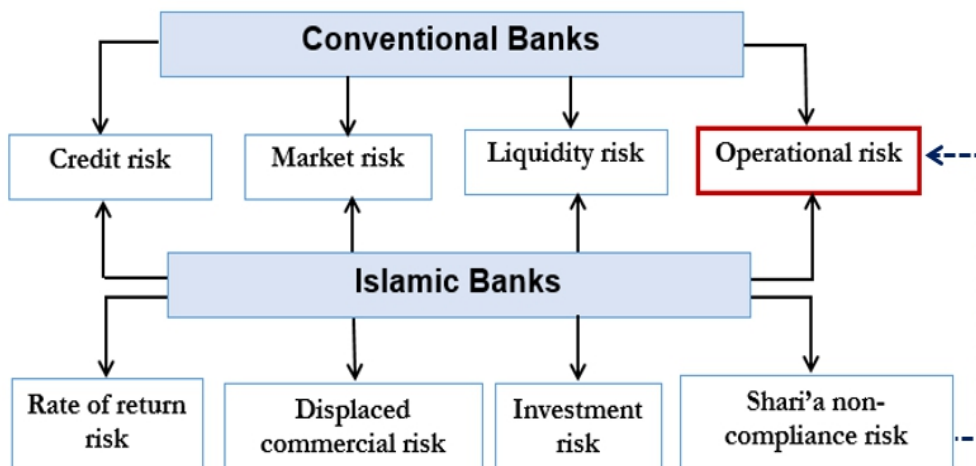 Conventional Banks
Credit risk
Market risk
Liquidity risk
Operational risk
Islamic Banks
Rate of return
risk
Displaced
commercial risk
Investment
risk
Shari'a non-
compliance risk